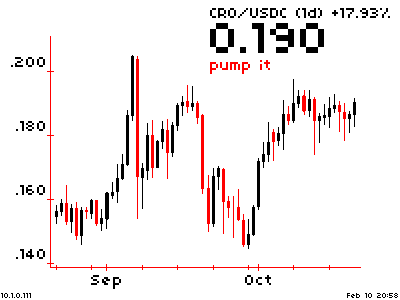 CRO/USDC (1d) +17.93%
0.190
pump it
.200
.180
.160
.140
Sep Oct
10.1.0.111 Feb 10 20:58